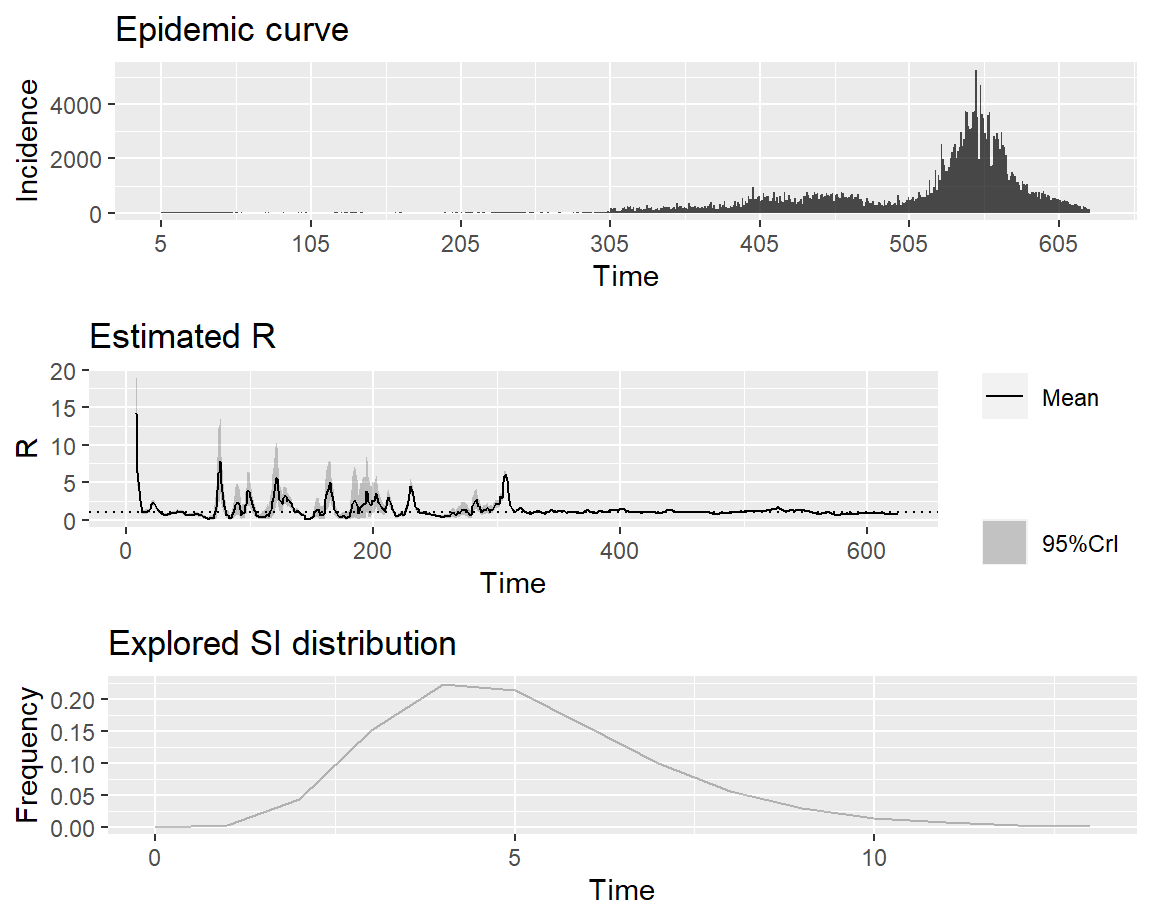 Epidemic curve
Incidence
4000
2000
0
5 105 205 305 405 505 605
Time
Estimated R
R
20
15
10
5
0
0 200 400 600
Time
Mean
95%CrI
Explored SI distribution
Frequency
0.20
0.15
0.10
0.05
0.00
0 5 10
Time